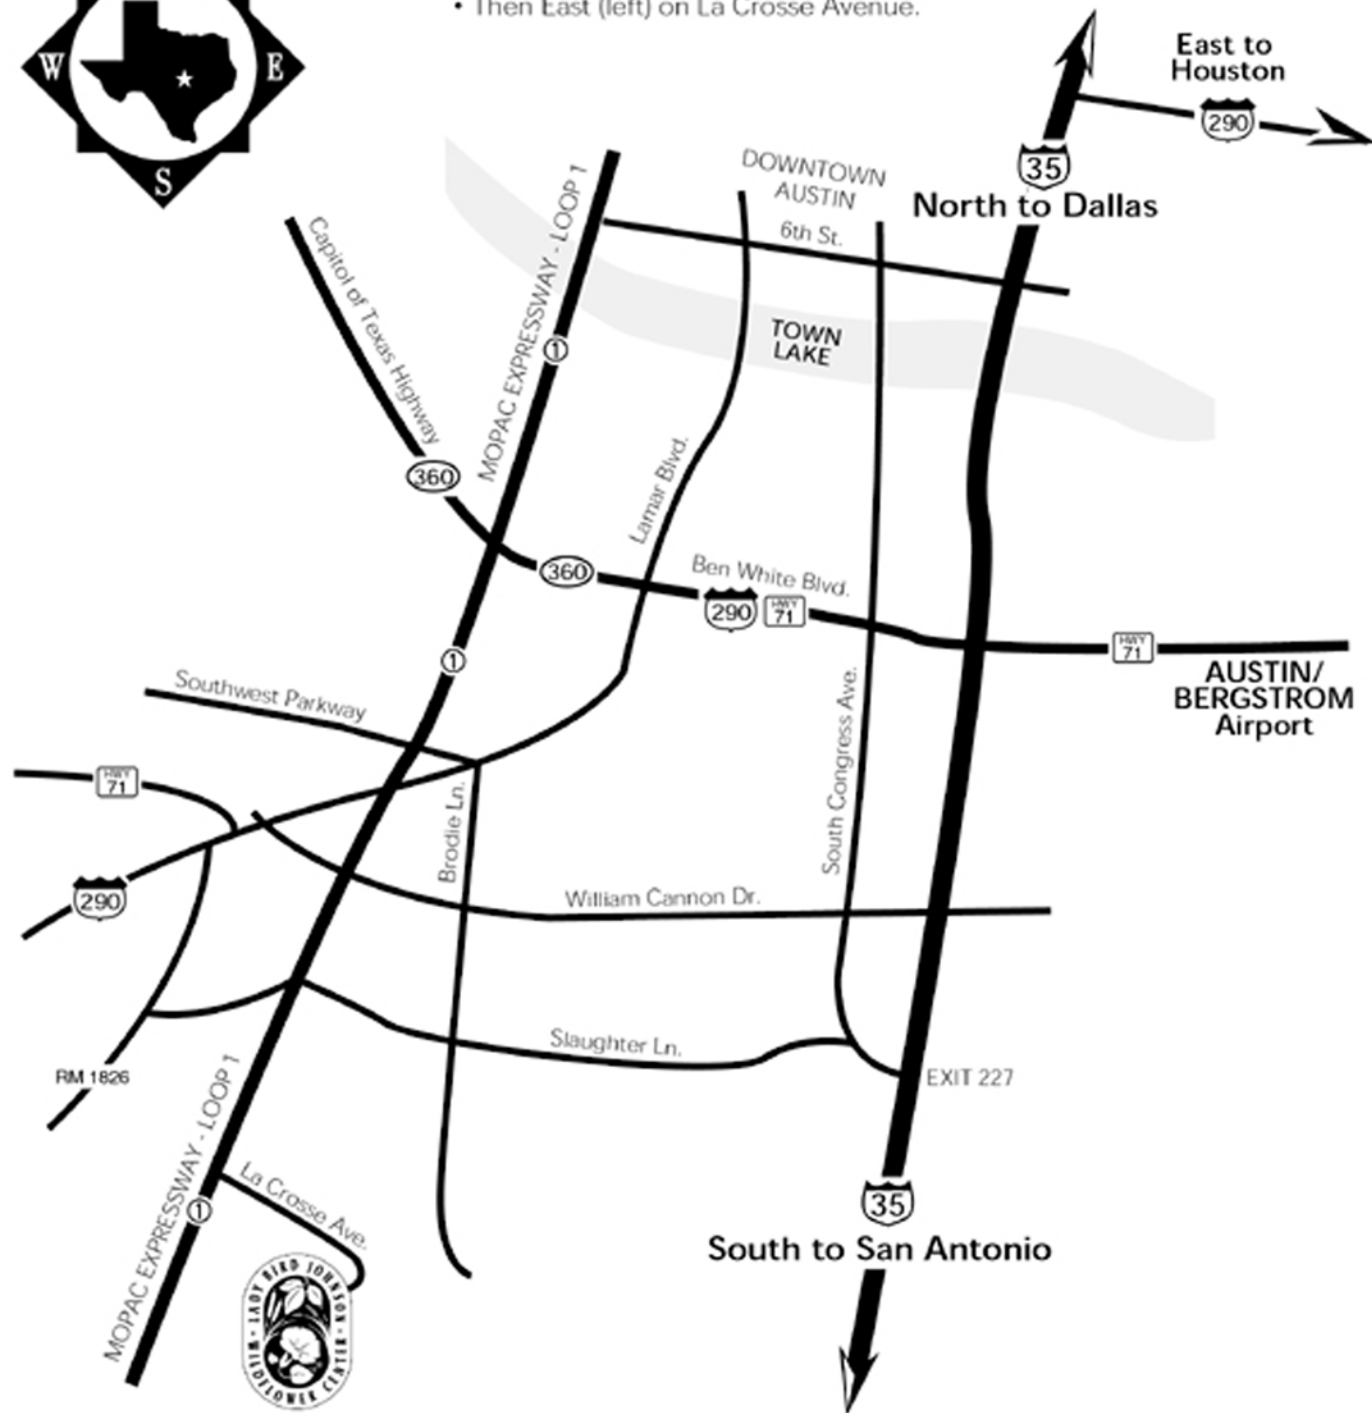 • Then East (left) on La Crosse Avenue.
W
E
S
East to
Houston
290
35
North to Dallas
DOWNTOWN
AUSTIN
6th St.
MOPAC EXPRESSWAY - LOOP 1
Capitol of Texas Highway
1
TOWN
LAKE
360
Lamar Blvd.
360
Ben White Blvd.
290
HWY
71
HWY
71
AUSTIN/
BERGSTROM
Airport
1
Southwest Parkway
HWY
71
Brodie Ln.
South Congress Ave.
290
William Cannon Dr.
Slaughter Ln.
RM 1826
EXIT 227
MOPAC EXPRESSWAY - LOOP 1
La Crosse Ave.
1
35
South to San Antonio
LADY BIRD JOHNSON • WILDFLOWER CENTER •